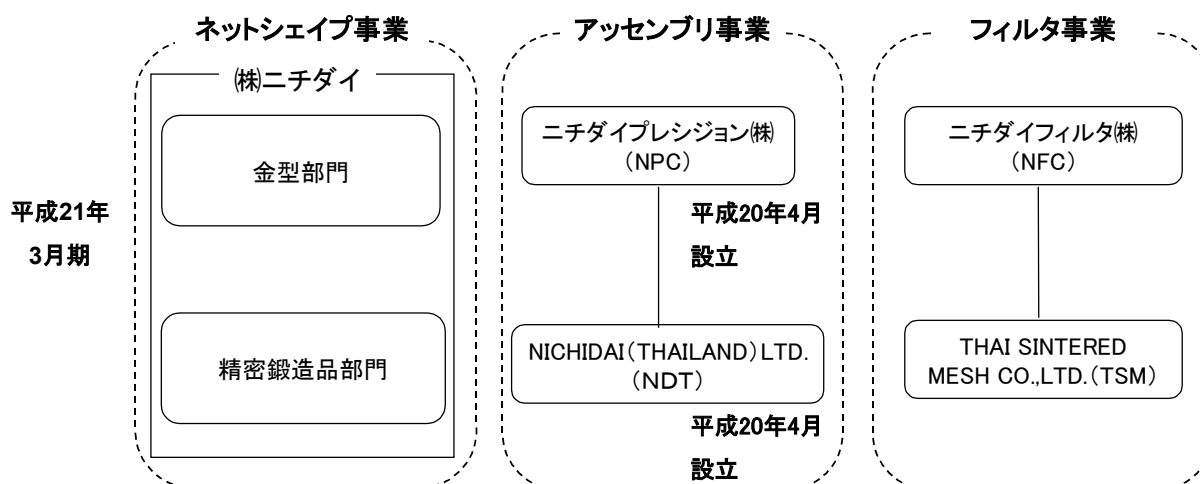 ネットシェイプ事業
アッセンブリ事業
フィルタ事業
㈱ニチダイ
金型部門
精密鍛造品部門
平成21年
3月期
ニチダイプレシジョン㈱
(NPC)
平成20年4月
設立
NICHIDAI(THAILAND)LTD.
(NDT)
平成20年4月
設立
ニチダイフィルタ㈱
(NFC)
THAI SINTERED
MESH CO.,LTD.(TSM)